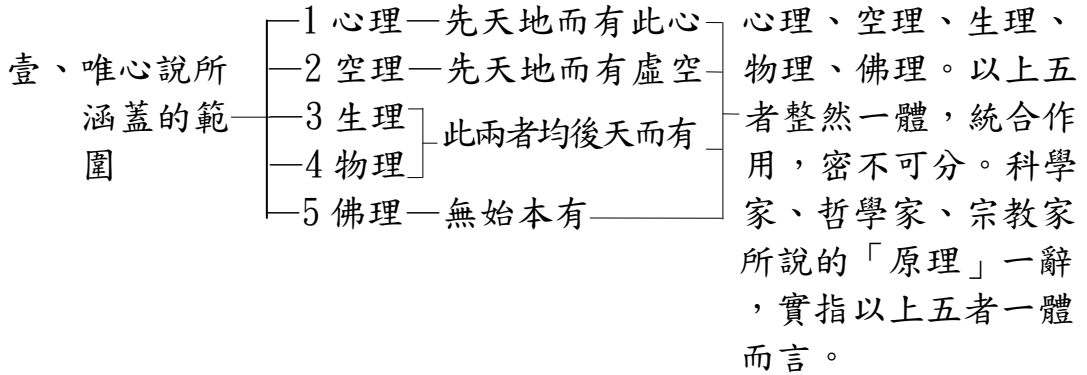 壹、唯心說所
涵蓋的範
圍
1 心理—先天地而有此心
2 空理—先天地而有虛空
3 生理
4 物理
此兩者均後天而有
5 佛理—無始本有
心理、空理、生理、
物理、佛理。以上五
者整然一體，統合作
用，密不可分。科學
家、哲學家、宗教家
所說的「原理」一辭
，實指以上五者一體
而言。